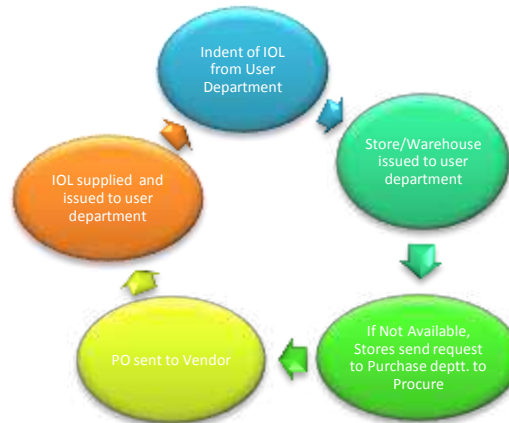 Indent of IOL
from User
Department
Store/Warehouse
issued to user
department
If Not Available,
Stores send request
to Purchase deptt. to
Procure
PO sent to Vendor
IOL supplied and
issued to user
department